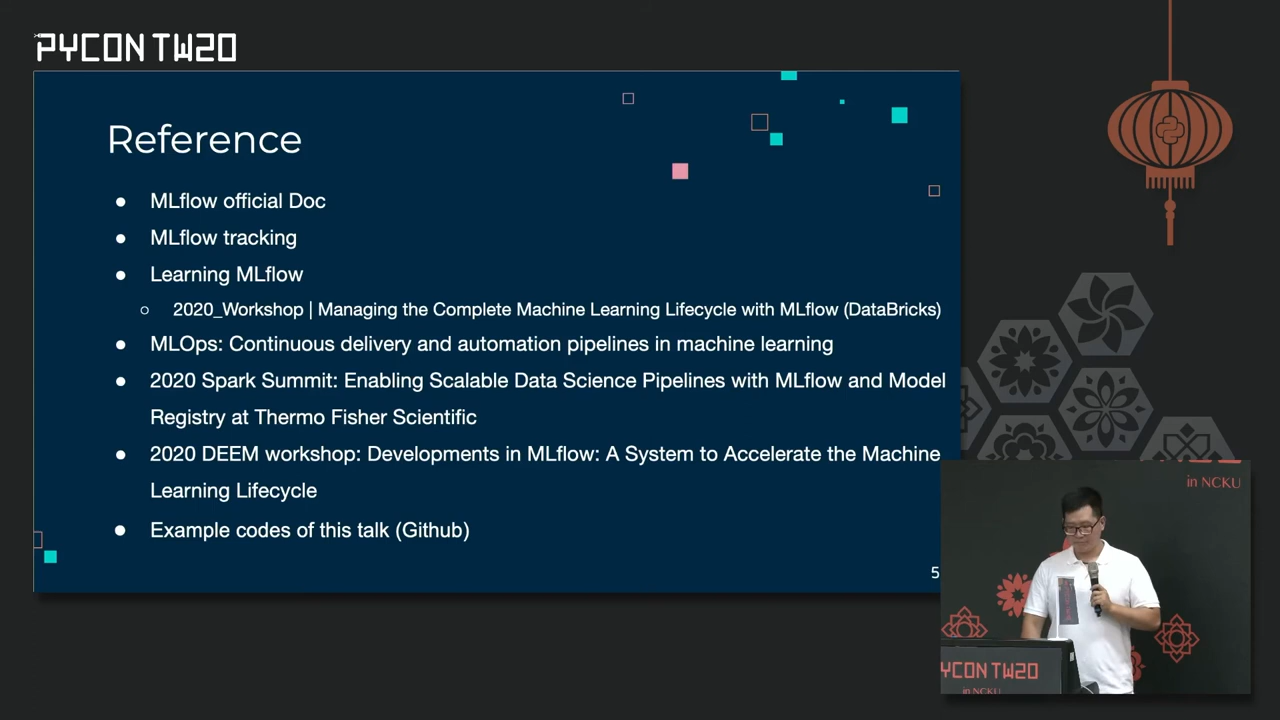 PYCON TW20
Reference
MLflow official Doc
MLflow tracking
Learning MLflow
2020_Workshop | Managing the Complete Machine Learning Lifecycle with MLflow (DataBricks)
MLOps: Continuous delivery and automation pipelines in machine learning
2020 Spark Summit: Enabling Scalable Data Science Pipelines with MLflow and Model
Registry at Thermo Fisher Scientific
2020 DEEM workshop: Developments in MLflow: A System to Accelerate the Machine
Learning Lifecycle
Example codes of this talk (Github)
5
in NCKU
YCON TW20
in NCKU